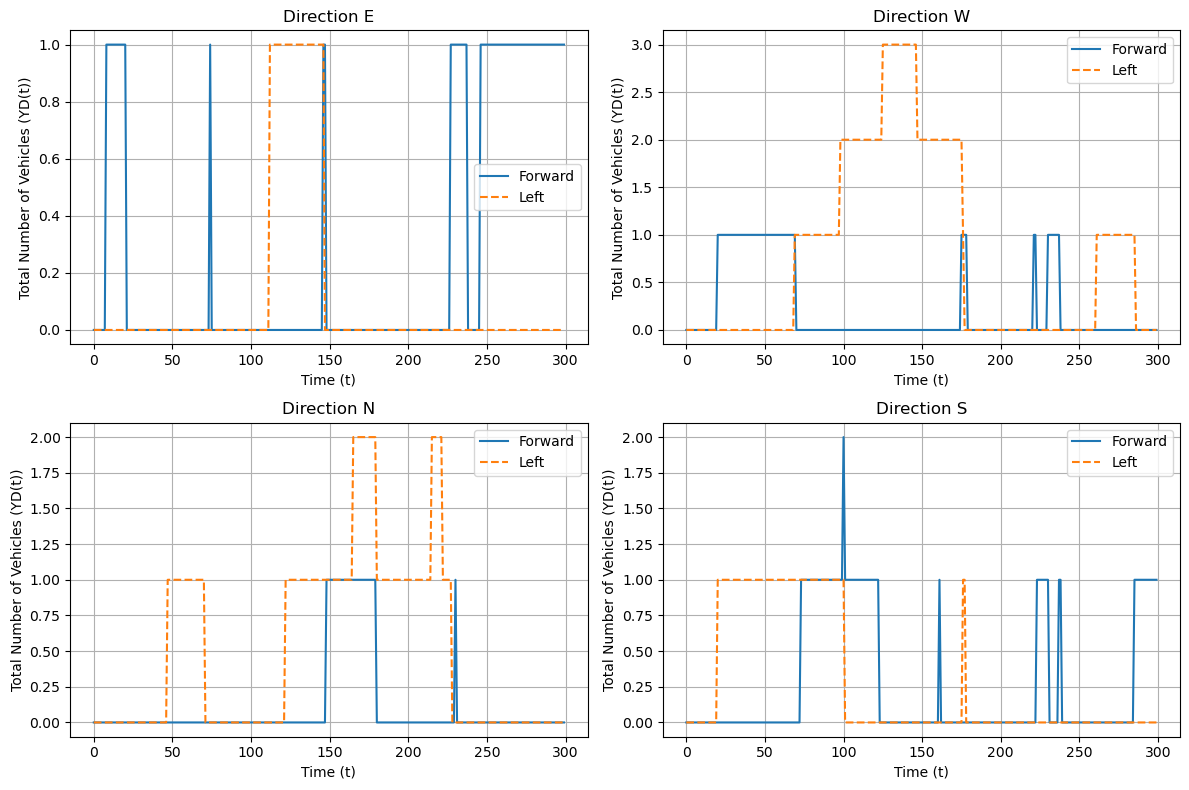 Direction E
Total Number of Vehicles (YD(t))
1.0
0.8
0.6
0.4
0.2
0.0
0 50 100 150 200 250 300
Time (t)
Forward
Left
Direction W
Total Number of Vehicles (YD(t))
3.0
2.5
2.0
1.5
1.0
0.5
0.0
0 50 100 150 200 250 300
Time (t)
Forward
Left
Direction N
Total Number of Vehicles (YD(t))
2.00
1.75
1.50
1.25
1.00
0.75
0.50
0.25
0.00
0 50 100 150 200 250 300
Time (t)
Forward
Left
Direction S
Total Number of Vehicles (YD(t))
2.00
1.75
1.50
1.25
1.00
0.75
0.50
0.25
0.00
0 50 100 150 200 250 300
Time (t)
Forward
Left